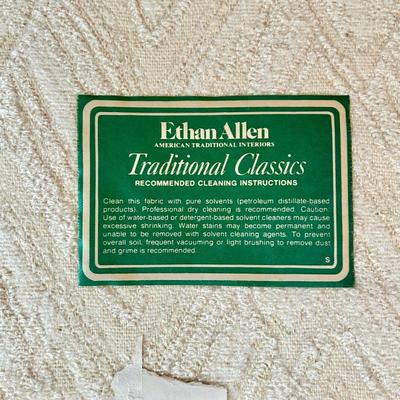 Ethan Allen
AMERICAN TRADITIONAL INTERIORS
Traditional Classics
RECOMMENDED CLEANING INSTRUCTIONS
Clean this fabric with pure solvents (petroleum distillate-based
products). Professional dry cleaning is recommended. Caution:
Use of water-based or detergent-based solvent cleaners may cause
excessive shrinking. Water stains may become permanent and
unable to be removed with solvent cleaning agents. To prevent
overall soil, frequent vacuuming or light brushing to remove dust
and grime is recommended.
S